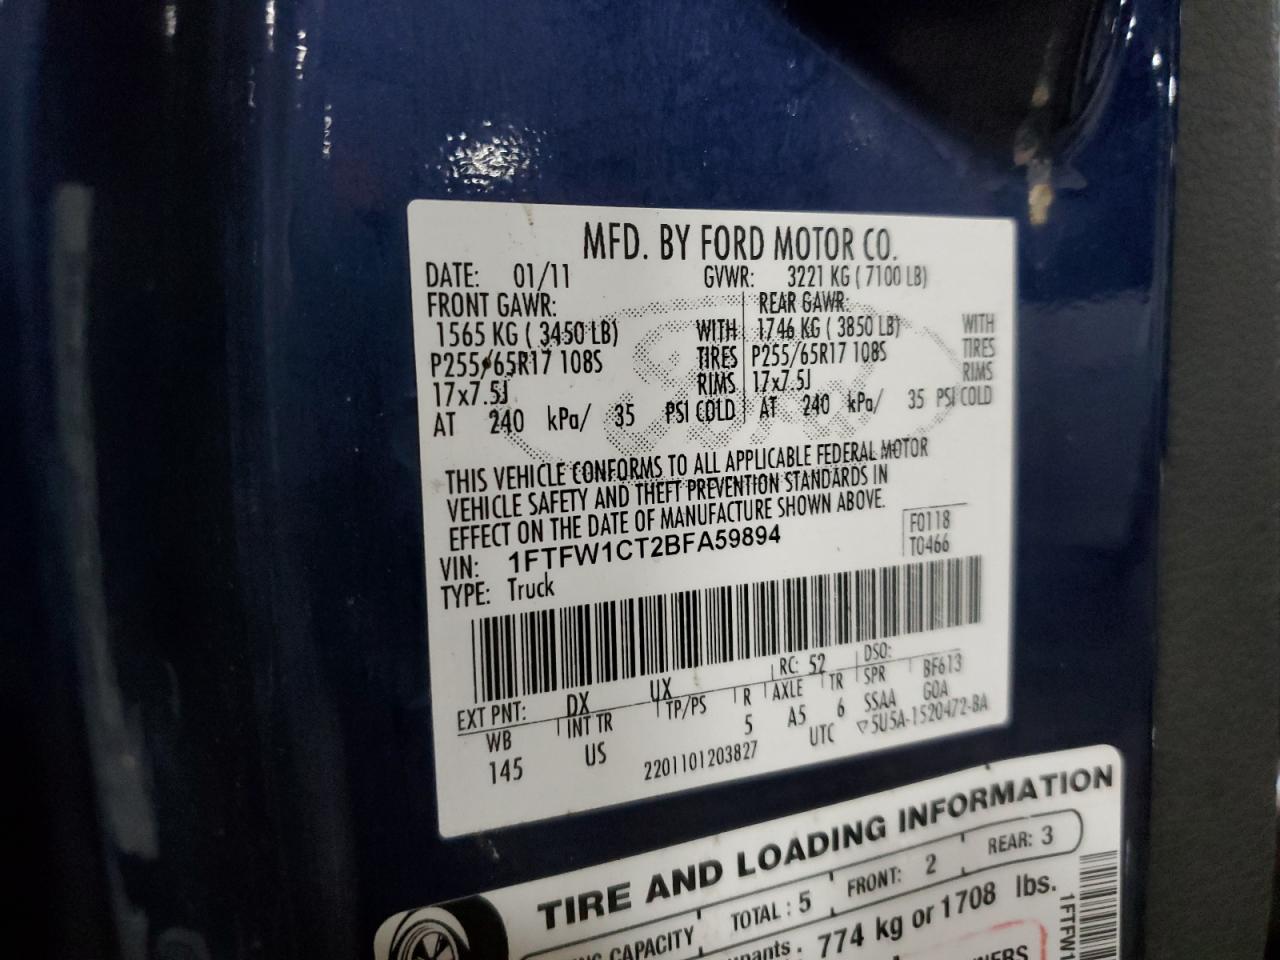 MFD. BY FORD MOTOR CO.
DATE: 01/11 GVWR: 3221 KG ( 7100 LB)
FRONT GAWR: REAR GAWR:
1565 KG ( 3450 LB) WITH 1746 KG ( 3850 LB) WITH
P255/65R17 108S TIRES P255/65R17 108S TIRES
17x7.5J RIMS 17x7.5J RIMS
AT 240 kPa/ 35 PSI COLD AT 240 kPa/ 35 PSI COLD
THIS VEHICLE CONFORMS TO ALL APPLICABLE FEDERAL MOTOR
VEHICLE SAFETY AND THEFT PREVENTION STANDARDS IN
EFFECT ON THE DATE OF MANUFACTURE SHOWN ABOVE.
VIN: 1FTFW1CT2BFA59894 F0118
TYPE: Truck T0466
EXT PNT: DX UX RC: 52 DSO:
WB INT TR TP/PS R AXLE TR SPR BF613
145 US 5 A5 6 SSAA GOA
2201101203827 UTC ▽5U5A-1520472-BA
TIRE AND LOADING INFORMATION
CAPACITY TOTAL : 5 FRONT: 2 REAR: 3
774 kg or 1708 lbs.
1FTFW1